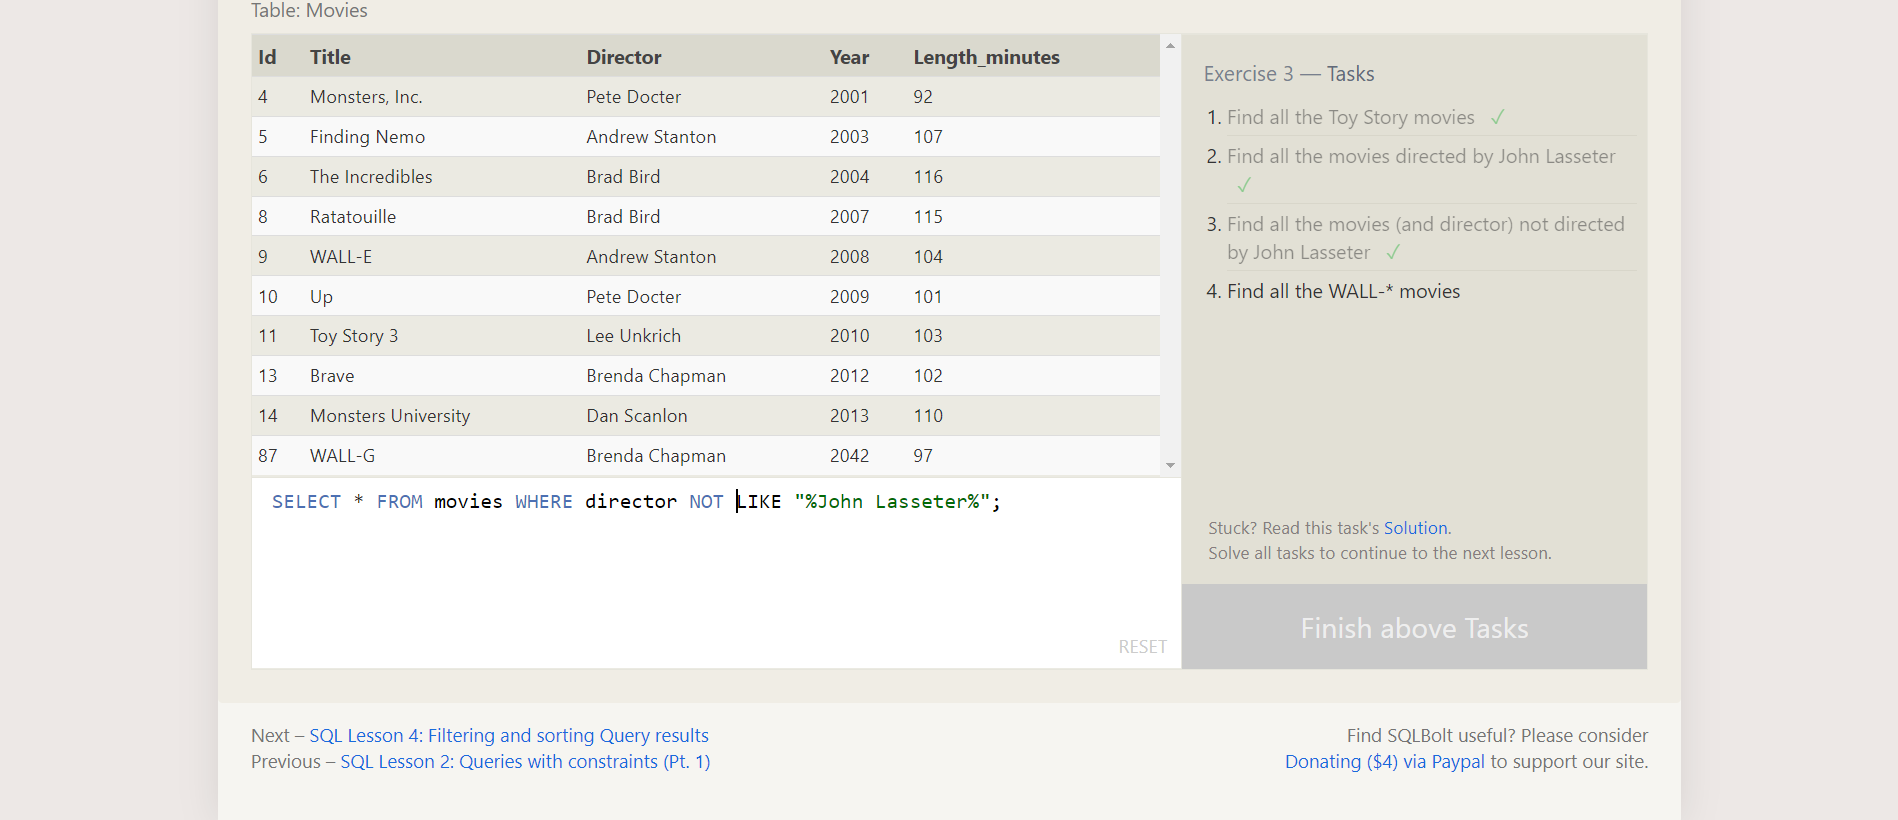 Table: Movies
Id Title Director Year Length_minutes
4 Monsters, Inc. Pete Docter 2001 92
5 Finding Nemo Andrew Stanton 2003 107
6 The Incredibles Brad Bird 2004 116
8 Ratatouille Brad Bird 2007 115
9 WALL-E Andrew Stanton 2008 104
10 Up Pete Docter 2009 101
11 Toy Story 3 Lee Unkrich 2010 103
13 Brave Brenda Chapman 2012 102
14 Monsters University Dan Scanlon 2013 110
87 WALL-G Brenda Chapman 2042 97
SELECT * FROM movies WHERE director NOT LIKE "%John Lasseter%";
RESET
Exercise 3 — Tasks
1. Find all the Toy Story movies ✓
2. Find all the movies directed by John Lasseter
✓
3. Find all the movies (and director) not directed
by John Lasseter ✓
4. Find all the WALL-* movies
Stuck? Read this task's Solution.
Solve all tasks to continue to the next lesson.
Finish above Tasks
Next – SQL Lesson 4: Filtering and sorting Query results
Previous – SQL Lesson 2: Queries with constraints (Pt. 1)
Find SQLBolt useful? Please consider
Donating ($4) via Paypal to support our site.